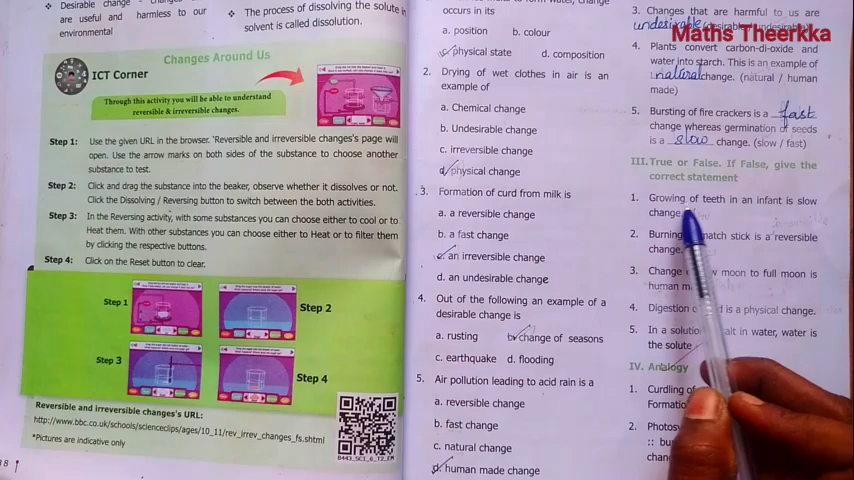 Desirable change - change
are useful and harmless to our
environmental
❖ The process of dissolving the solute in
solvent is called dissolution.
Changes Around Us
ICT Corner
Through this activity you will be able to understand
reversible & irreversible changes.
Step 1: Use the given URL in the browser. 'Reversible and irreversible changes's page will
open. Use the arrow marks on both sides of the substance to choose another
substance to test.
Step 2: Click and drag the substance into the beaker, observe whether it dissolves or not.
Click the Dissolving / Reversing button to switch between the both activities.
Step 3: In the Reversing activity, with some substances you can choose either to cool or to
Heat them. With other substances you can choose either to Heat or to filter them
by clicking the respective buttons.
Step 4: Click on the Reset button to clear.
Step 1
Step 2
Step 3
Step 4
Reversible and irreversible changes's URL:
http://www.bbc.co.uk/schools/scienceclips/ages/10_11/rev_irrev_changes_fs.shtml
*Pictures are indicative only
B443_SCI_6_T2_EM
38
occurs in its
a. position b. colour
c. physical state d. composition
2. Drying of wet clothes in air is an
example of
a. Chemical change
b. Undesirable change
c. irreversible change
d. physical change
3. Formation of curd from milk is
a. a reversible change
b. a fast change
c. an irreversible change
d. an undesirable change
4. Out of the following an example of a
desirable change is
a. rusting b. change of seasons
c. earthquake d. flooding
5. Air pollution leading to acid rain is a
a. reversible change
b. fast change
c. natural change
d. human made change
3. Changes that are harmful to us are
undesirable (desirable / undesirable)
Maths Theerkka
4. Plants convert carbon-di-oxide and
water into starch. This is an example of
natural change. (natural / human
made)
5. Bursting of fire crackers is a fast
change whereas germination of seeds
is a slow change. (slow / fast)
III. True or False. If False, give the
correct statement
1. Growing of teeth in an infant is slow
change.
2. Burning match stick is a reversible
change.
3. Change moon to full moon is
human
4. Digestion is a physical change.
5. In a solution in water, water is
the solute
IV. Analogy
1. Curdling of
Formation
2.
::